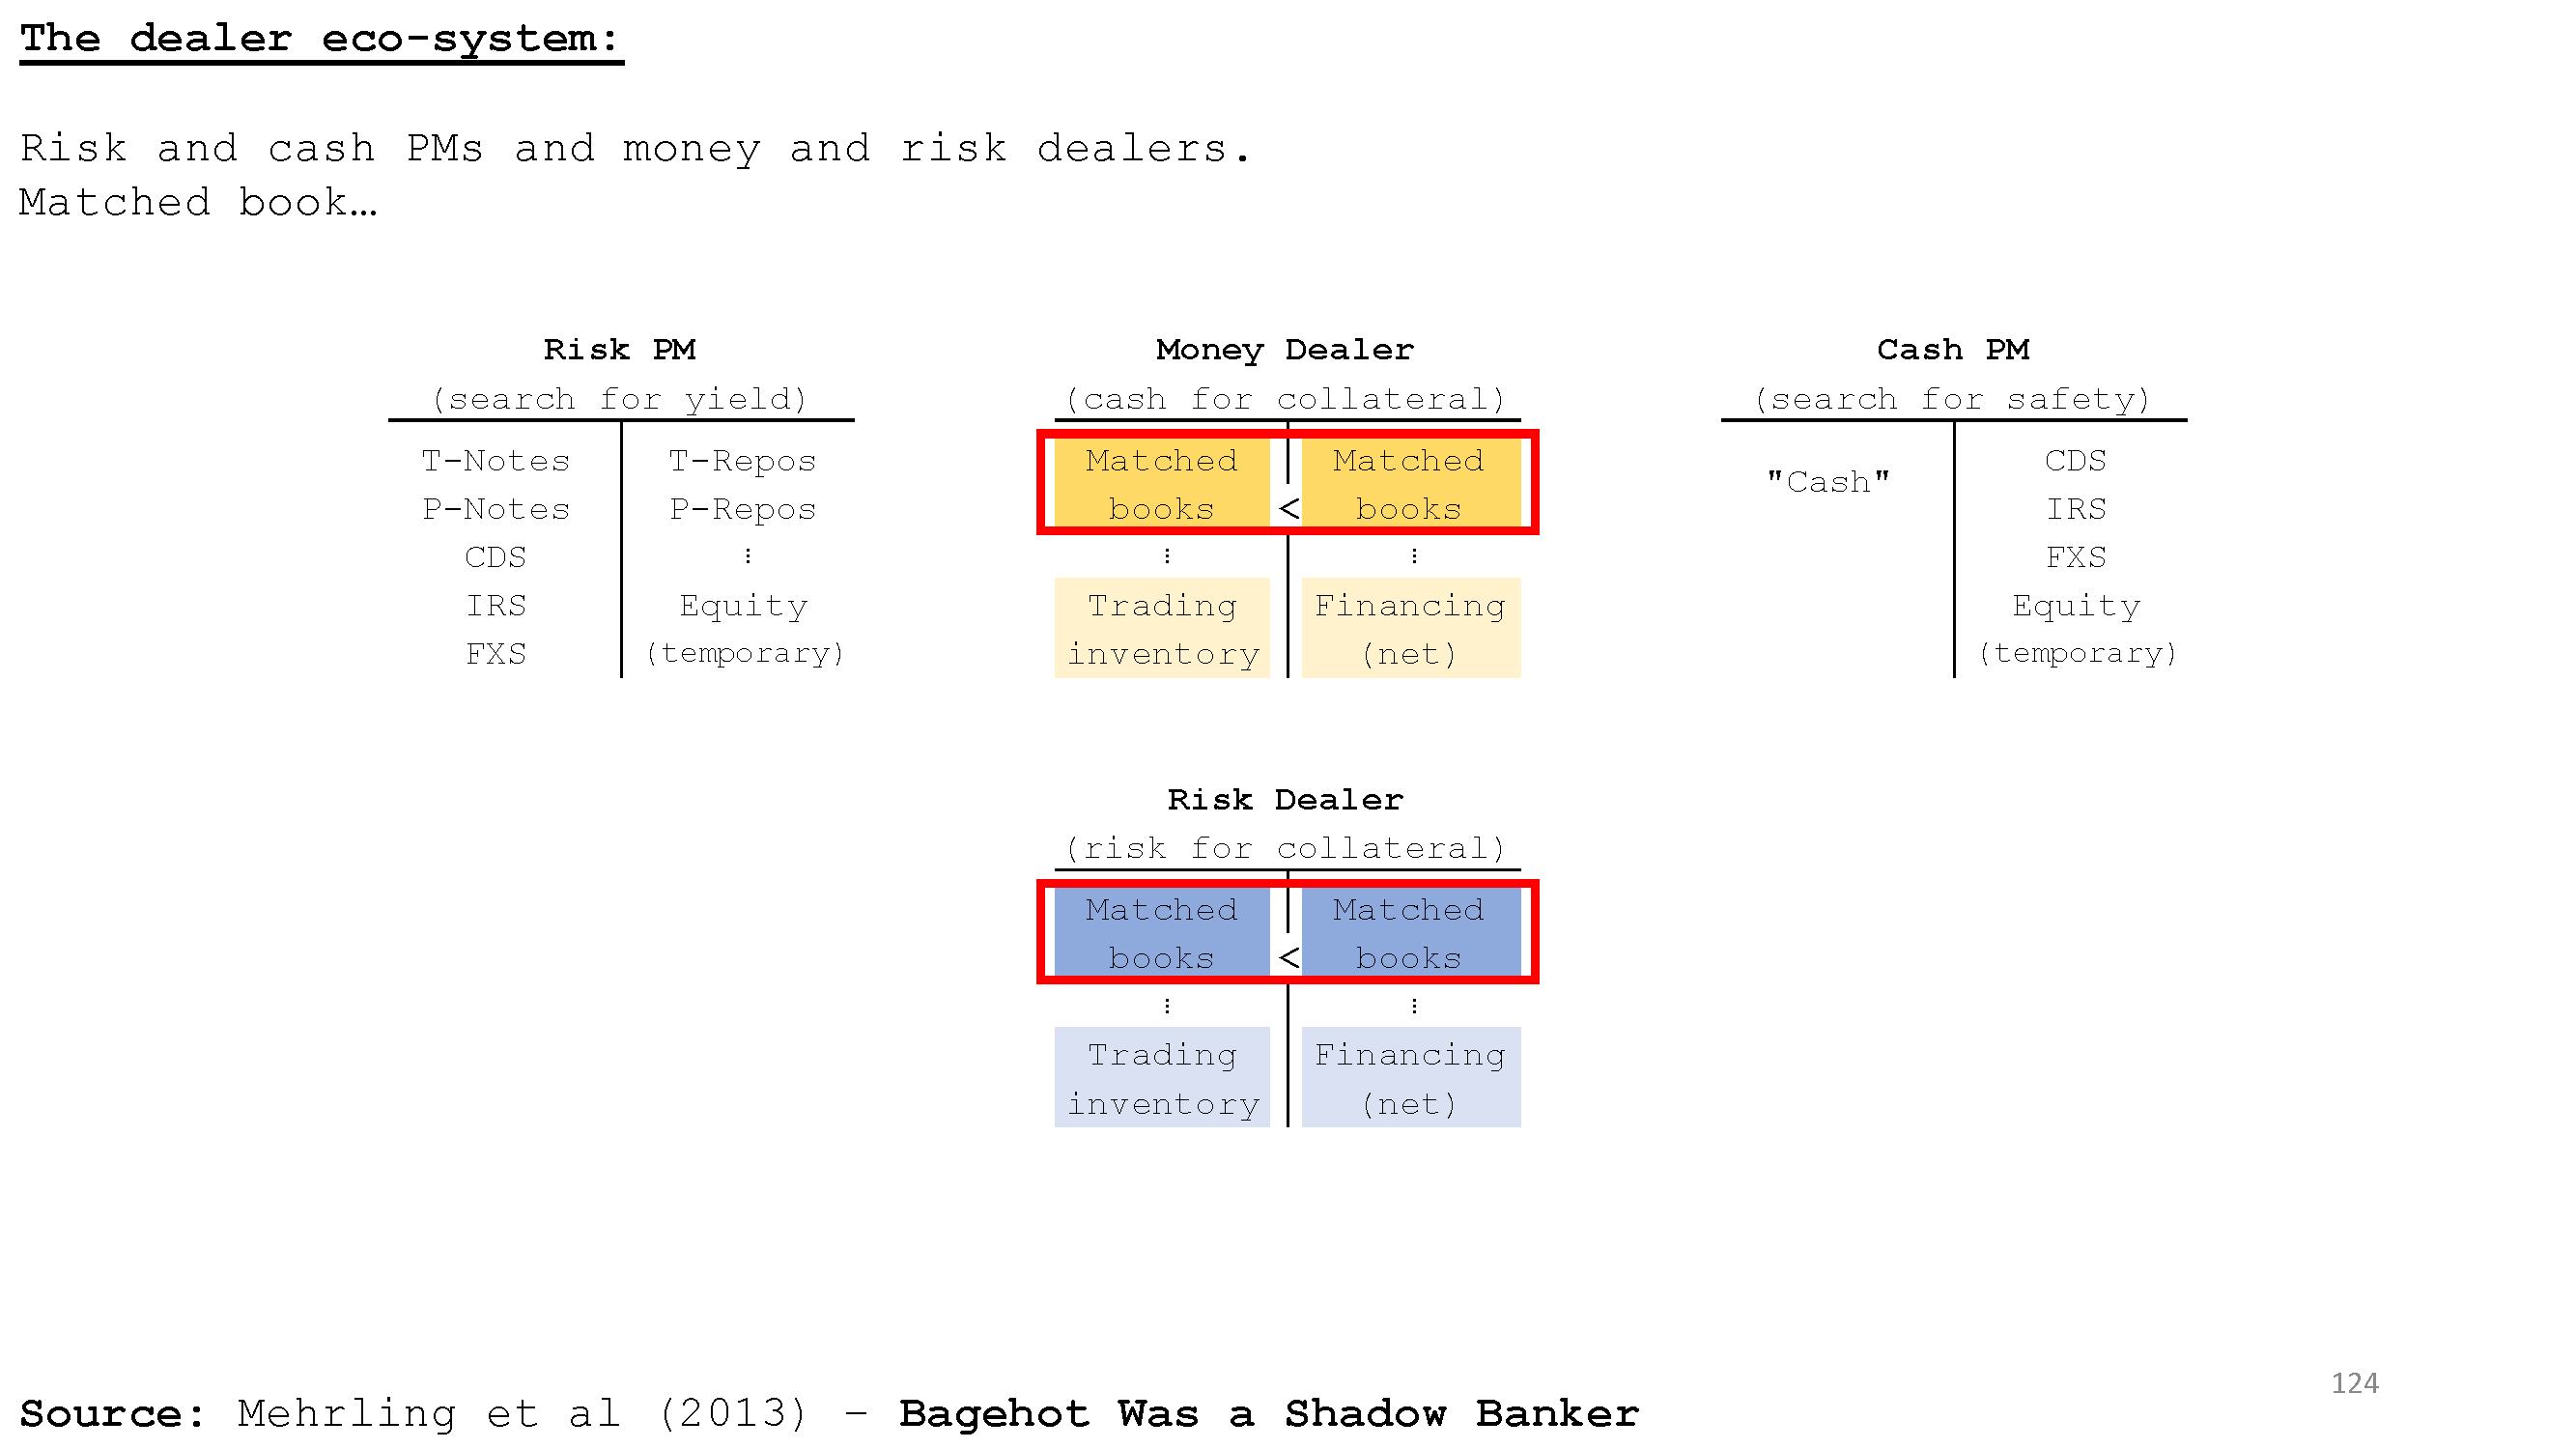 The dealer eco-system:
Risk and cash PMs and money and risk dealers.
Matched book…
Risk PM
(search for yield)
T-Notes T-Repos
P-Notes P-Repos
CDS ⋮
IRS Equity
FXS (temporary)
Money Dealer
(cash for collateral)
Matched Matched
books < books
⋮ ⋮
Trading Financing
inventory (net)
Cash PM
(search for safety)
"Cash" CDS
IRS
FXS
Equity
(temporary)
Risk Dealer
(risk for collateral)
Matched Matched
books < books
⋮ ⋮
Trading Financing
inventory (net)
124
Source: Mehrling et al (2013) – Bagehot Was a Shadow Banker